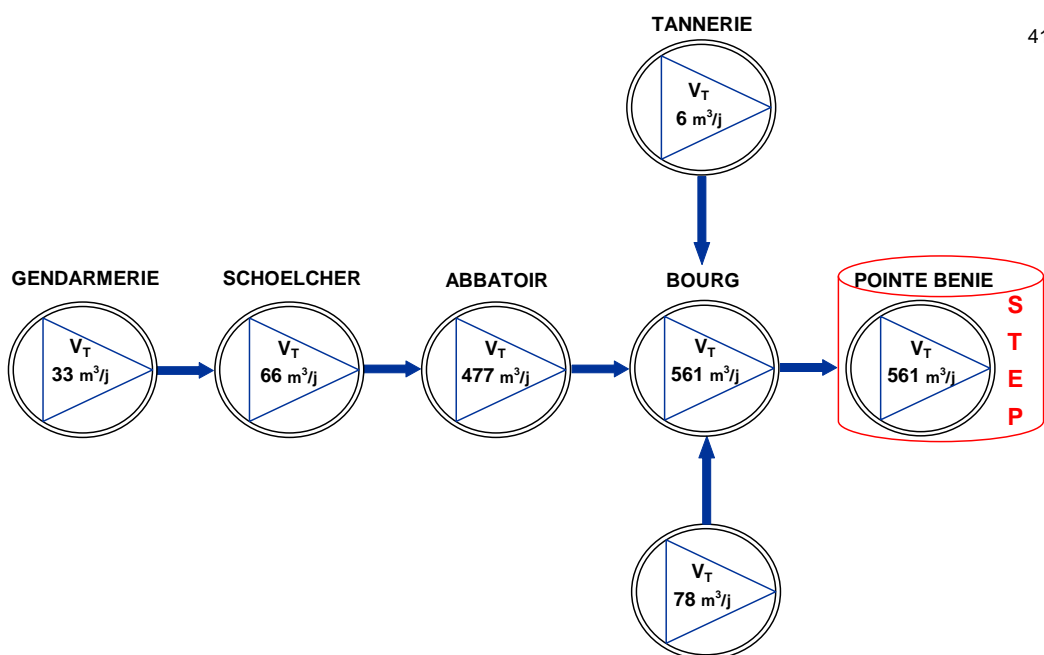 TANNERIE
41
V_T
6 m³/j
GENDARMERIE
SCHOELCHER
ABBATOIR
BOURG
POINTE BENIE
V_T
33 m³/j
V_T
66 m³/j
V_T
477 m³/j
V_T
561 m³/j
V_T
561 m³/j
S
T
E
P
V_T
78 m³/j